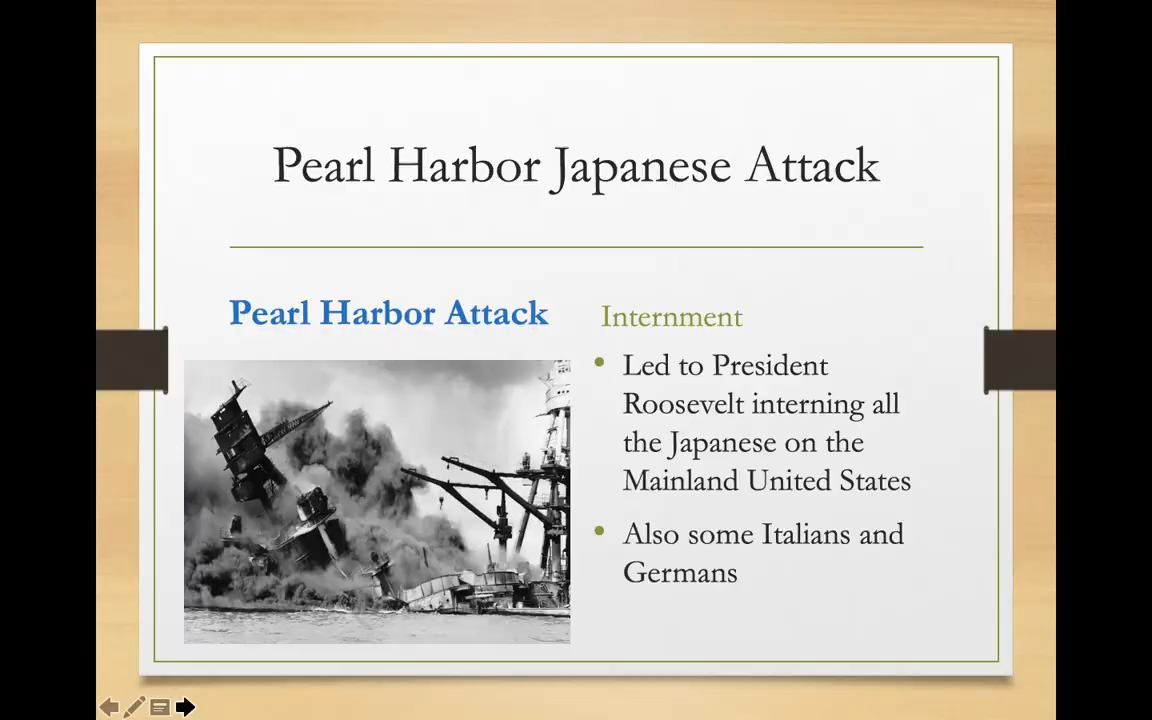 Pearl Harbor Japanese Attack
Pearl Harbor Attack
Internment
Led to President
Roosevelt interning all
the Japanese on the
Mainland United States
Also some Italians and
Germans